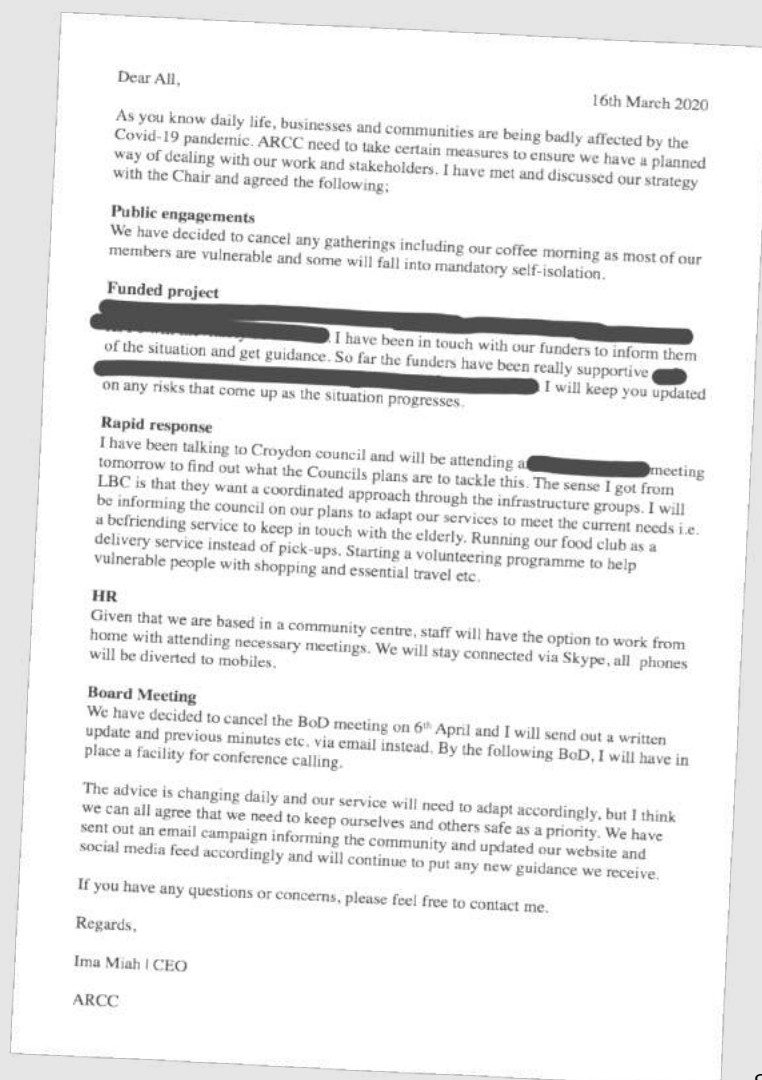 Dear All,
16th March 2020
As you know daily life, businesses and communities are being badly affected by the
Covid-19 pandemic. ARCC need to take certain measures to ensure we have a planned
way of dealing with our work and stakeholders. I have met and discussed our strategy
with the Chair and agreed the following;
Public engagements
We have decided to cancel any gatherings including our coffee morning as most of our
members are vulnerable and some will fall into mandatory self-isolation.
Funded project
I have been in touch with our funders to inform them
of the situation and get guidance. So far the funders have been really supportive
I will keep you updated
on any risks that come up as the situation progresses.
Rapid response
I have been talking to Croydon council and will be attending a meeting
tomorrow to find out what the Councils plans are to tackle this. The sense I got from
LBC is that they want a coordinated approach through the infrastructure groups. I will
be informing the council on our plans to adapt our services to meet the current needs i.e.
a befriending service to keep in touch with the elderly. Running our food club as a
delivery service instead of pick-ups. Starting a volunteering programme to help
vulnerable people with shopping and essential travel etc.
HR
Given that we are based in a community centre, staff will have the option to work from
home with attending necessary meetings. We will stay connected via Skype, all phones
will be diverted to mobiles.
Board Meeting
We have decided to cancel the BoD meeting on 6th April and I will send out a written
update and previous minutes etc. via email instead. By the following BoD, I will have in
place a facility for conference calling.
The advice is changing daily and our service will need to adapt accordingly, but I think
we can all agree that we need to keep ourselves and others safe as a priority. We have
sent out an email campaign informing the community and updated our website and
social media feed accordingly and will continue to put any new guidance we receive.
If you have any questions or concerns, please feel free to contact me.
Regards,
Ima Miah | CEO
ARCC